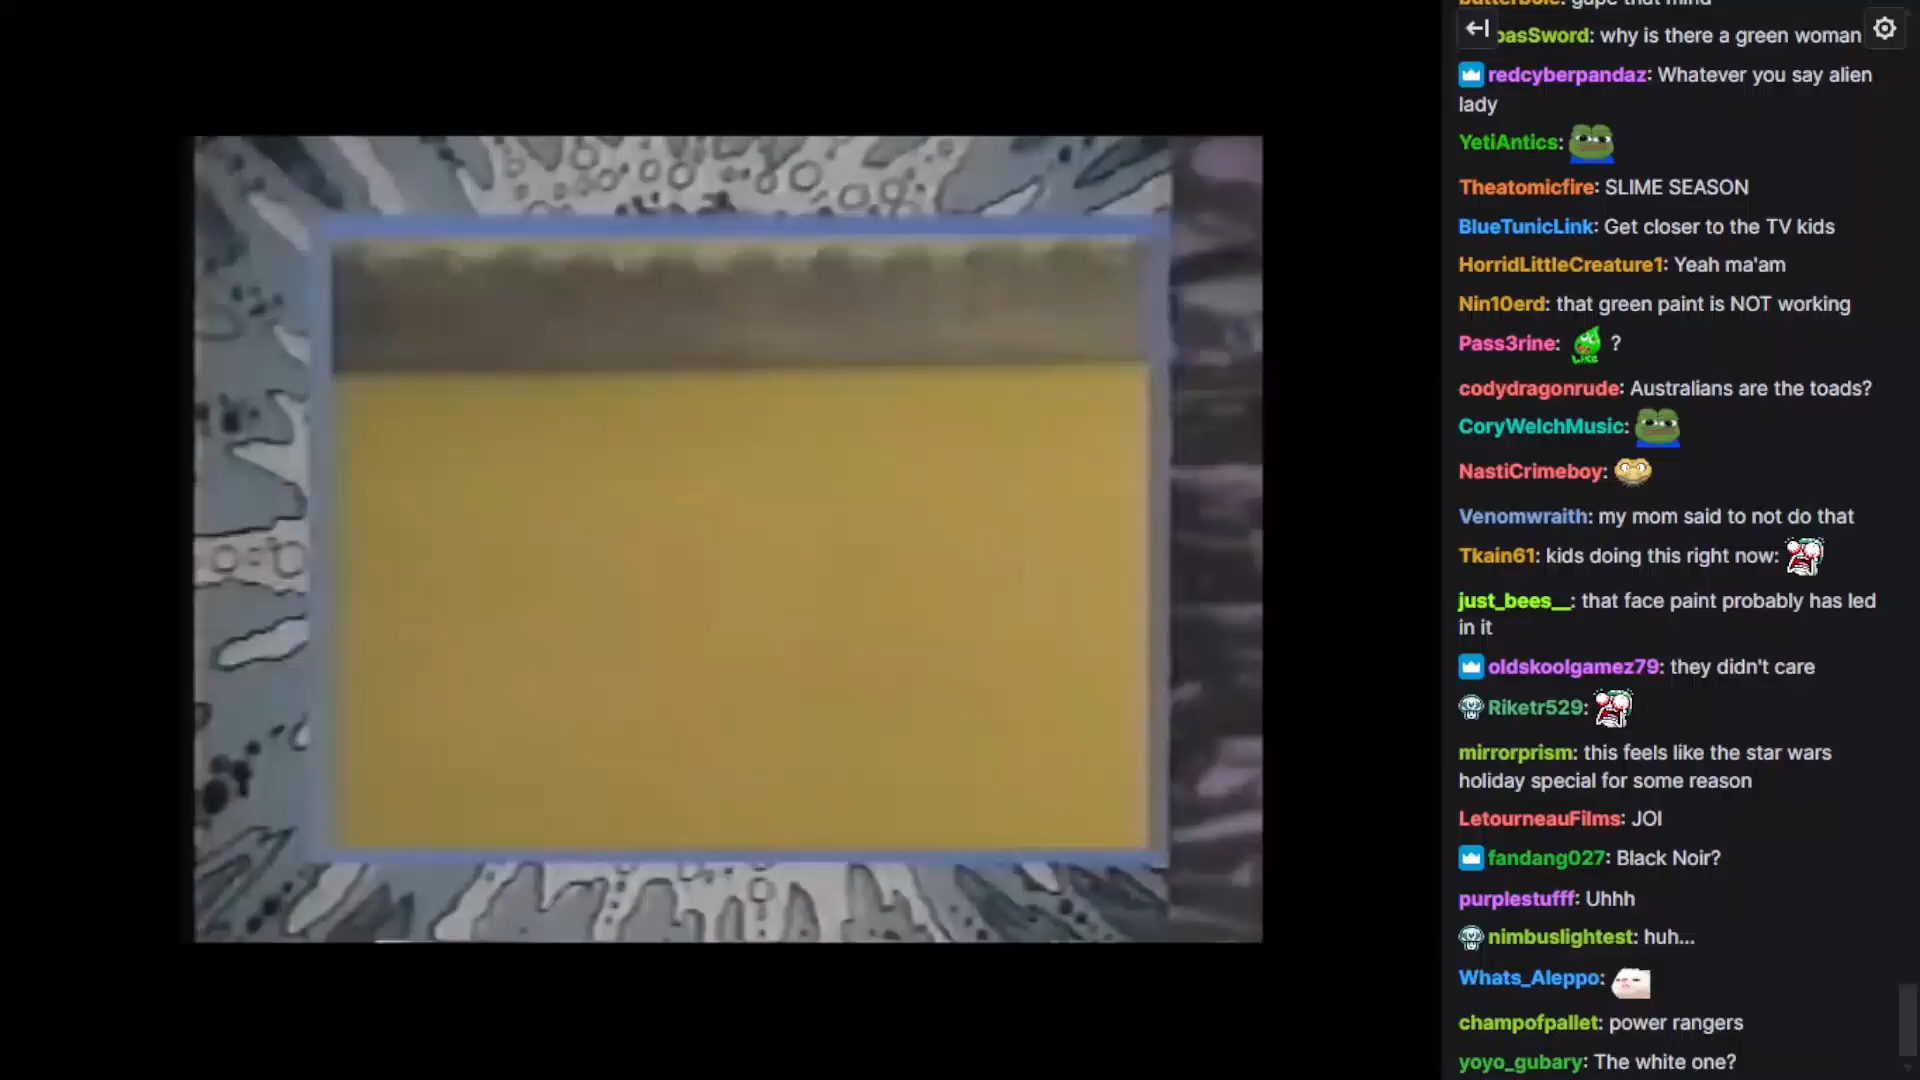 pasSword: why is there a green woman
redcyberpandaz: Whatever you say alien
lady
YetiAntics:
Theatomicfire: SLIME SEASON
BlueTunicLink: Get closer to the TV kids
HorridLittleCreature1: Yeah ma'am
Nin10erd: that green paint is NOT working
Pass3rine: LIKE ?
codydragonrude: Australians are the toads?
CoryWelchMusic:
NastiCrimeboy:
Venomwraith: my mom said to not do that
Tkain61: kids doing this right now:
just_bees__: that face paint probably has led
in it
oldskoolgamez79: they didn't care
Riketr529:
mirrorprism: this feels like the star wars
holiday special for some reason
LetourneauFilms: JOI
fandang027: Black Noir?
purplestufff: Uhhh
nimbuslightest: huh...
Whats_Aleppo:
champofpallet: power rangers
yoyo_gubary: The white one?